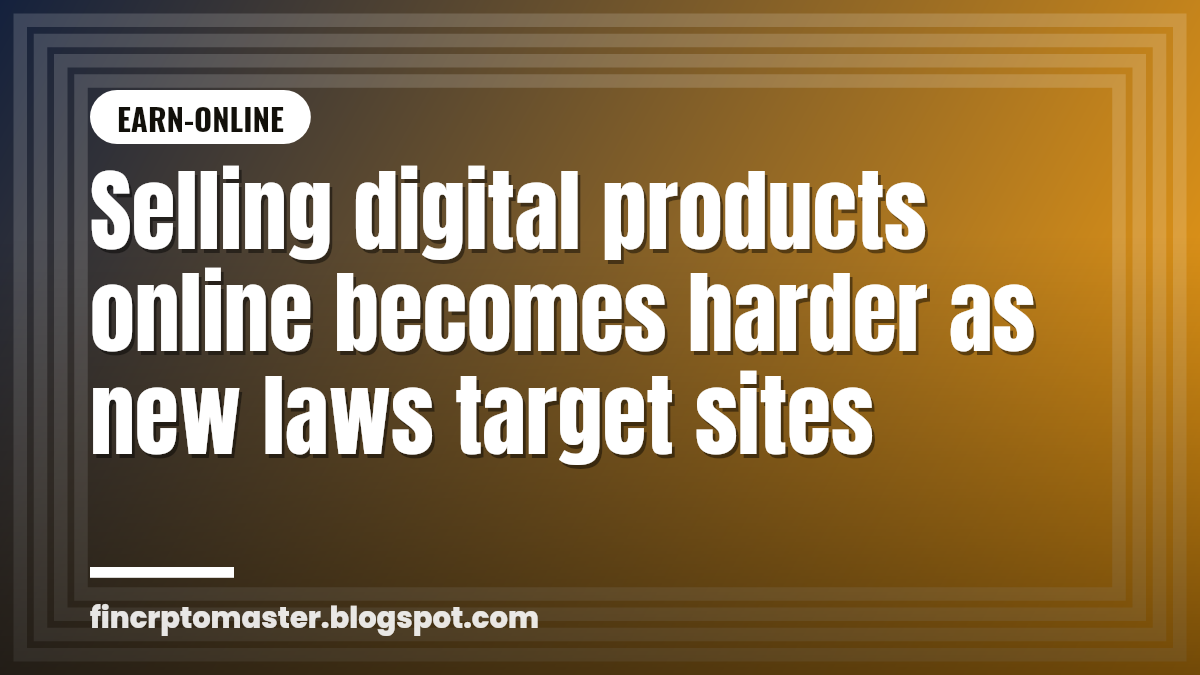 EARN-ONLINE
Selling digital products
online becomes harder as
new laws target sites
fincrptomaster.blogspot.com